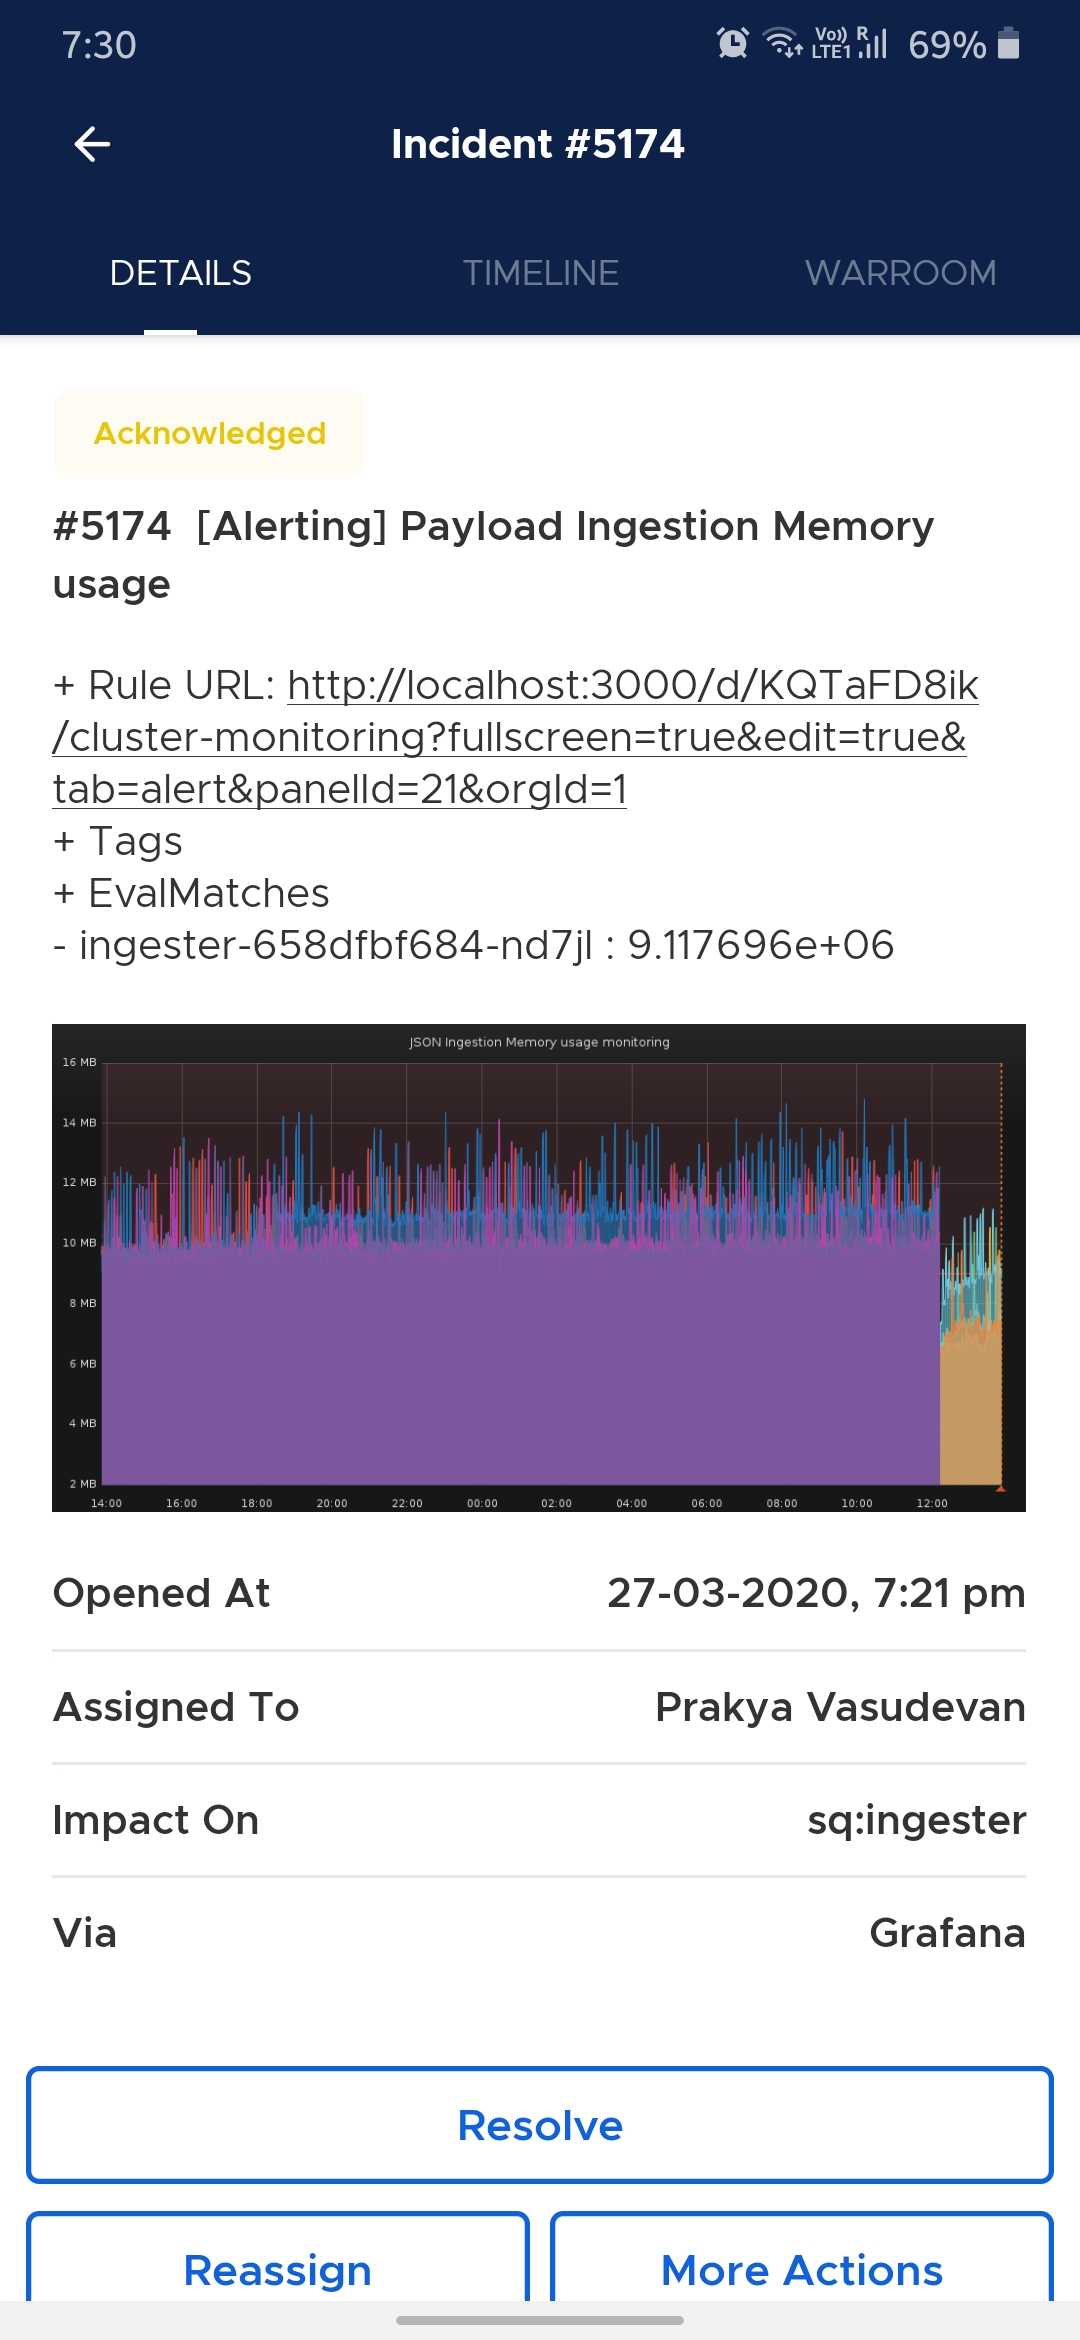 7:30
Vo)) R
LTE1
69%
Incident #5174
DETAILS TIMELINE WARROOM
Acknowledged
#5174 [Alerting] Payload Ingestion Memory
usage
+ Rule URL: http://localhost:3000/d/KQTaFD8ik
/cluster-monitoring?fullscreen=true&edit=true&
tab=alert&panelId=21&orgId=1
+ Tags
+ EvalMatches
- ingester-658dfbf684-nd7jl : 9.117696e+06
JSON Ingestion Memory usage monitoring
16 MB
14 MB
12 MB
10 MB
8 MB
6 MB
4 MB
2 MB
14:00 16:00 18:00 20:00 22:00 00:00 02:00 04:00 06:00 08:00 10:00 12:00
Opened At 27-03-2020, 7:21 pm
Assigned To Prakya Vasudevan
Impact On sq:ingester
Via Grafana
Resolve
Reassign More Actions